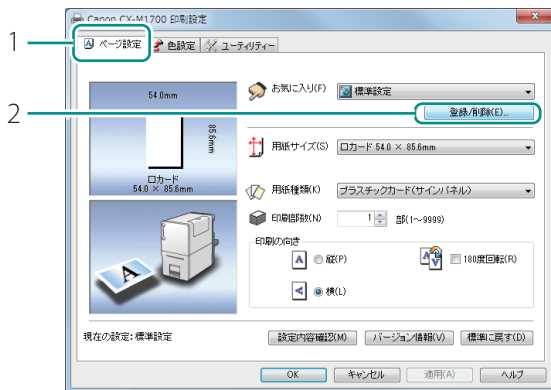 Canon CX-M1700 印刷設定
1
ページ設定 色設定 ユーティリティー
54.0mm
85.6mm
ロカード
54.0 × 85.6mm
お気に入り(F) 標準設定
2
登録/削除(E)...
用紙サイズ(S) ロカード 54.0 × 85.6mm
用紙種類(K) プラスチックカード(サインパネル)
印刷部数(N) 1 部(1~9999)
印刷の向き
A 縦(P) 180度回転(R)
A 横(L)
A
現在の設定:標準設定
設定内容確認(M) バージョン情報(V) 標準に戻す(D)
OK キャンセル 適用(A) ヘルプ